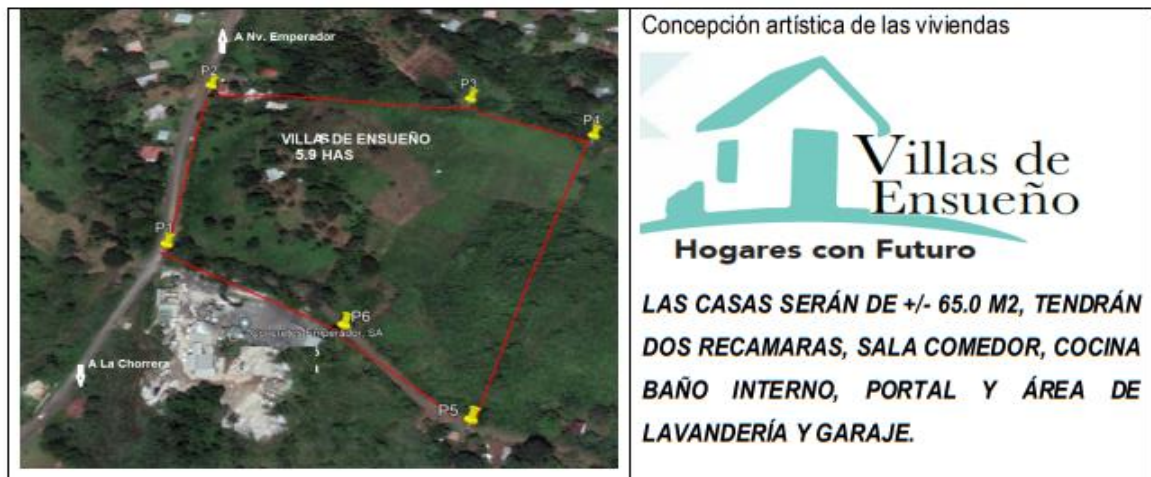 A Nv. Emperador
P2
P3
P4
VILLAS DE ENSUEÑO
5.9 HAS
P1
P6
Emperador, SA
A La Chorrera
P5
Concepción artística de las viviendas
Villas de
Ensueño
Hogares con Futuro
LAS CASAS SERÁN DE +/- 65.0 M2, TENDRÁN
DOS RECAMARAS, SALA COMEDOR, COCINA
BAÑO INTERNO, PORTAL Y ÁREA DE
LAVANDERÍA Y GARAJE.